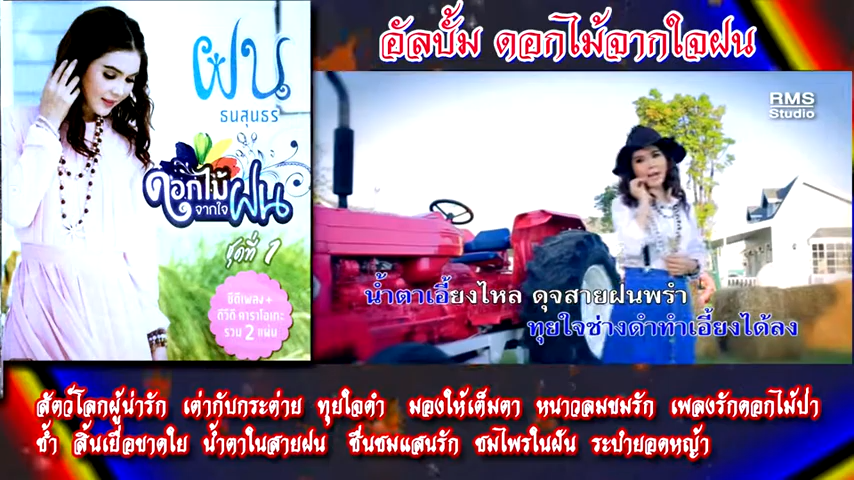 อัลบั้ม ดอกไม้จากใจฝน
ฝน
ธนสุนธร
ดอกไม้
จากใจ ฝน
ชุดที่ 1
ซีดีเพลง +
ดีวีดี คาราโอเกะ
รวม 2 แผ่น
RMS
Studio
น้ำตาเอี้ยงไหล ดุจสายฝนพรำ
ทุยใจช่างดำทำเอี้ยงได้ลง
สัตว์โลกผู้น่ารัก เต่ากับกระต่าย ทุยใจดำ มองให้เต็มตา หนาวลมชมรัก เพลงรักดอกไม้ป่า
ช้ำ สิ้นเยื่อขาดใย น้ำตาในสายฝน ชื่นชมแสนรัก ชมไพรในฝัน ระบำยอดหญ้า